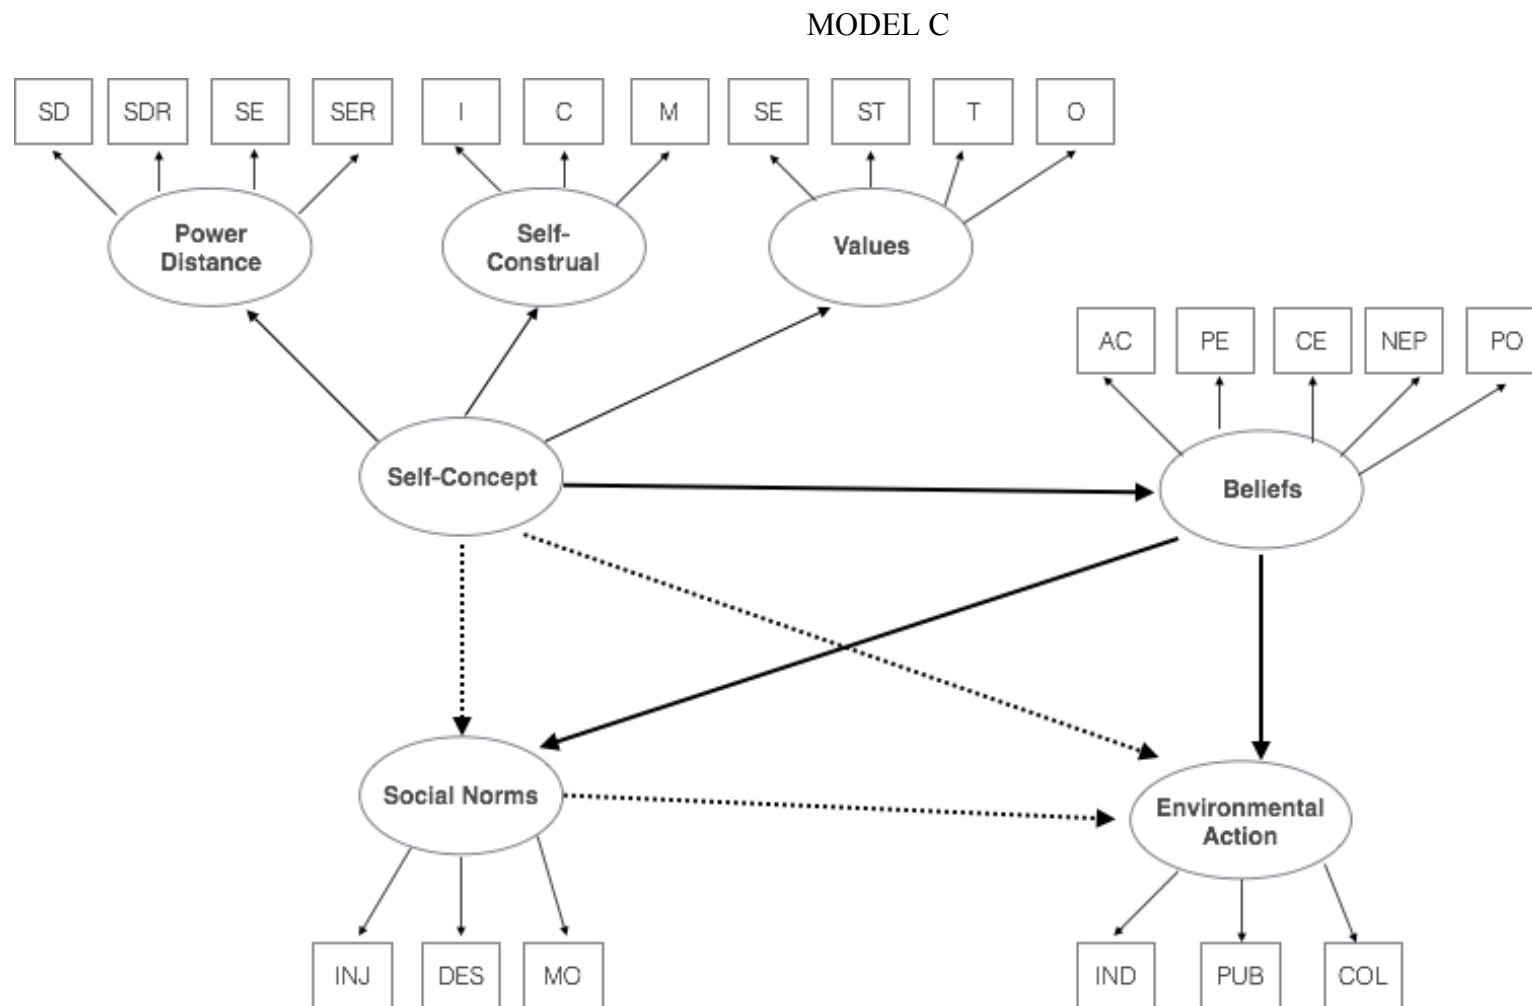 MODEL C
SD SDR SE SER I C M SE ST T O
Power
Distance
Self-
Construal
Values
AC PE CE NEP PO
Self-Concept
Beliefs
Social Norms
Environmental
Action
INJ DES MO IND PUB COL